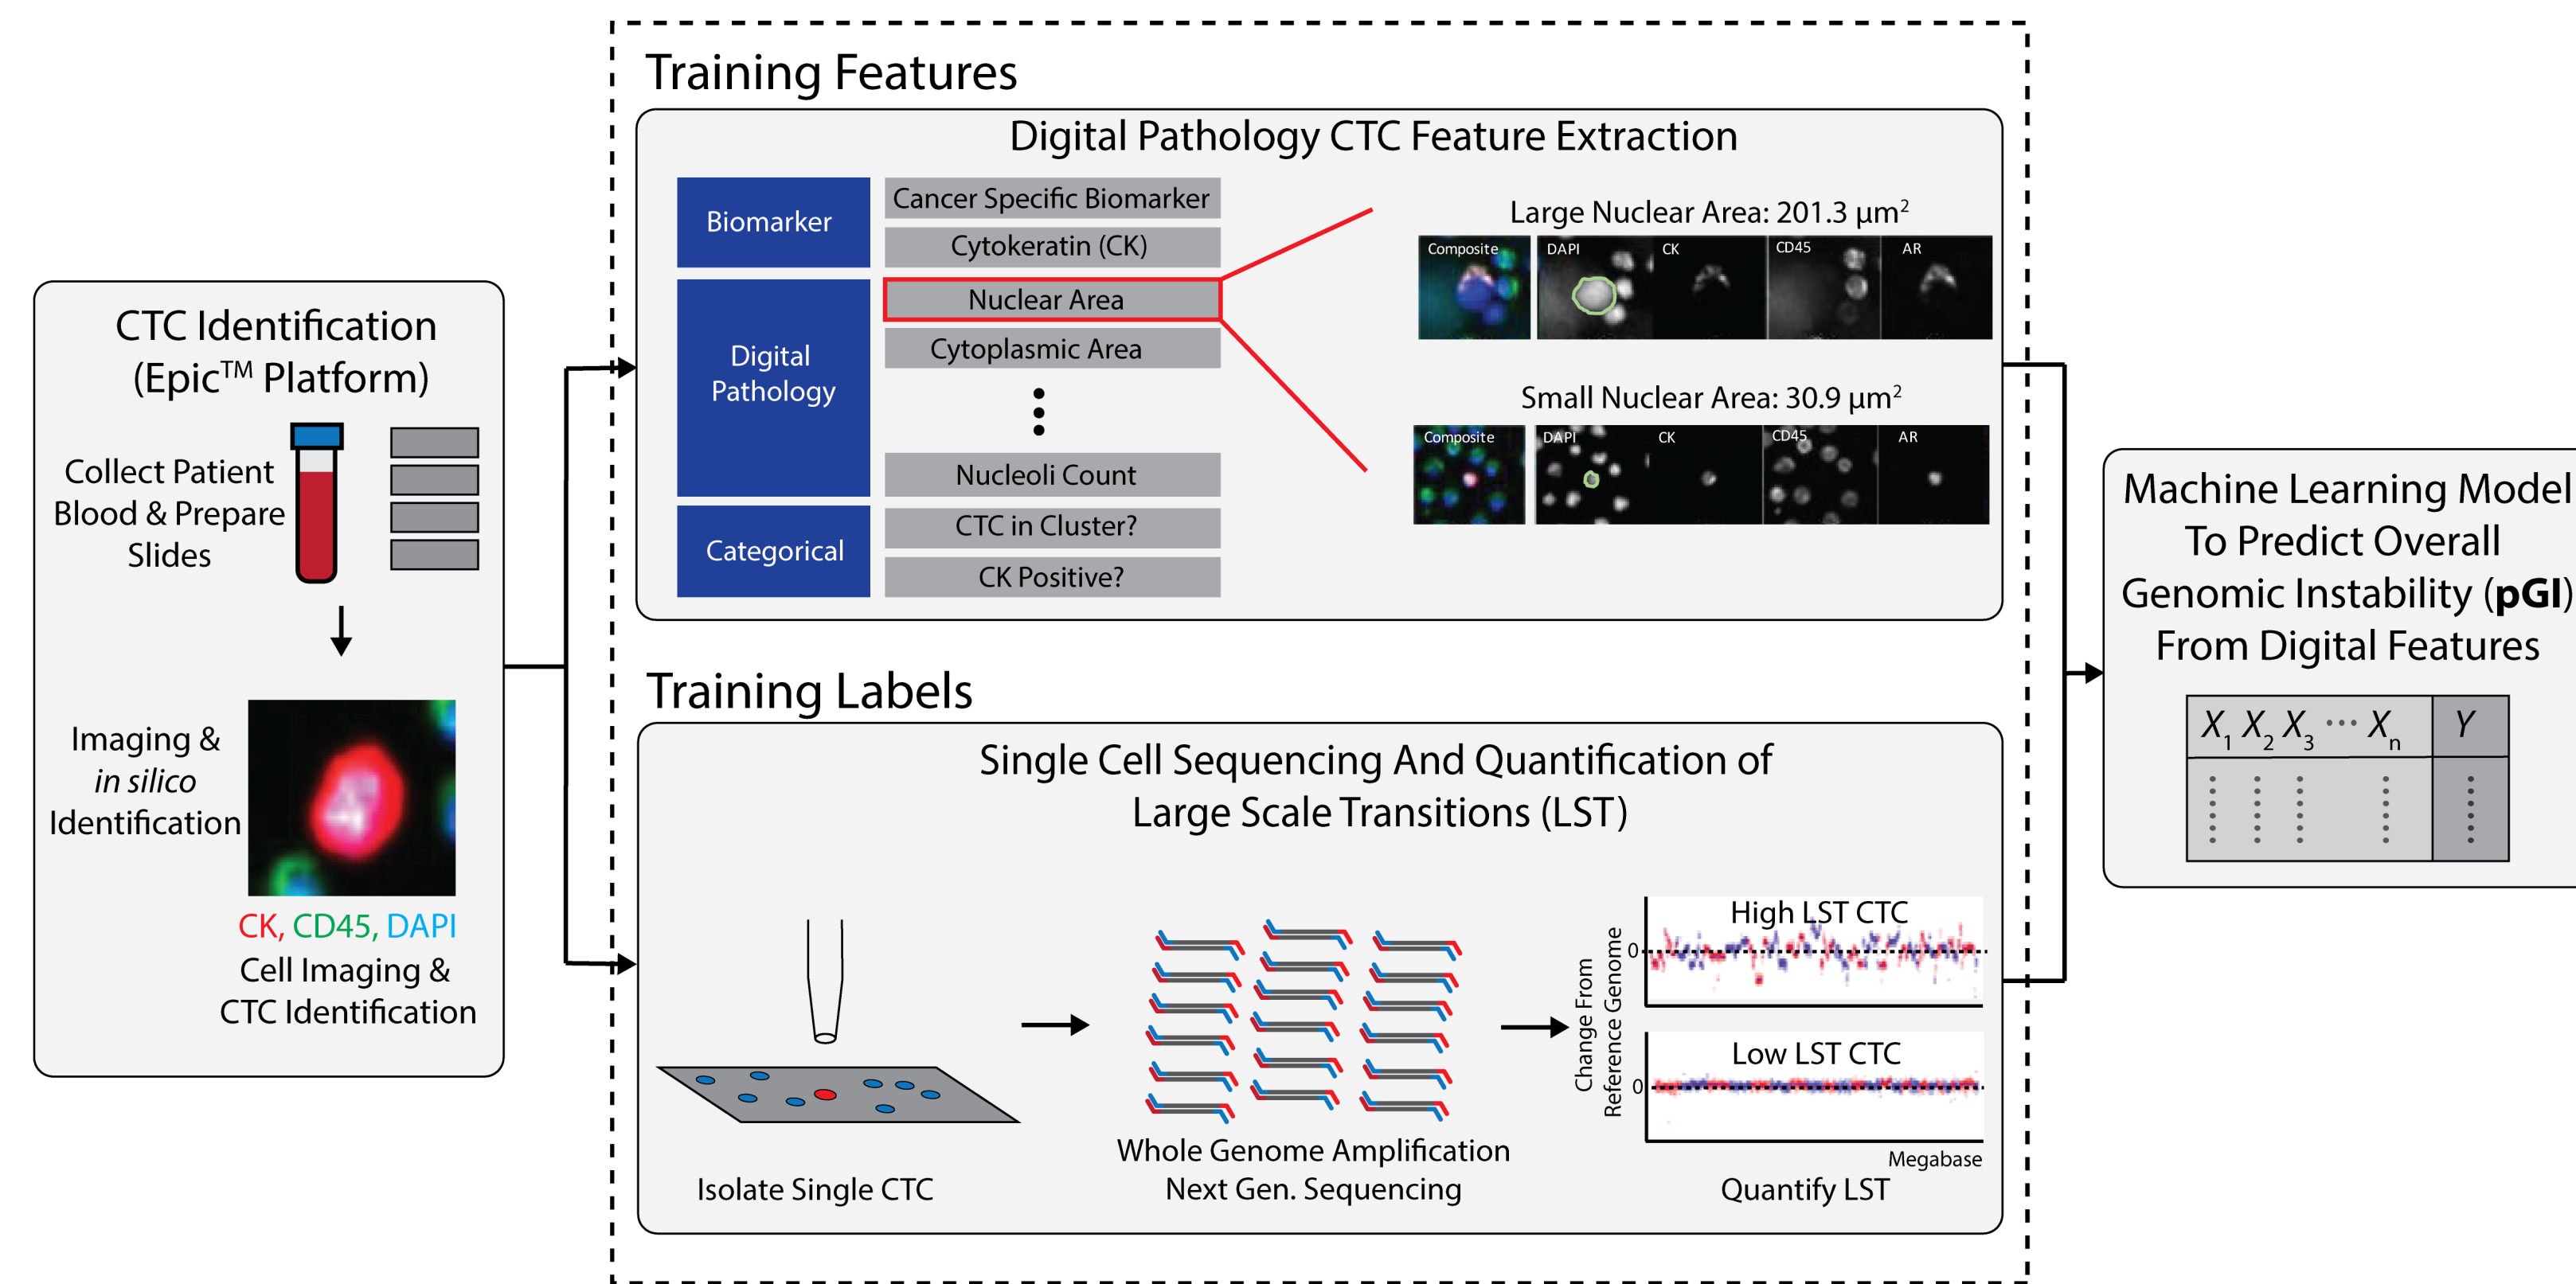 CTC Identification
(Epic™ Platform)
Collect Patient
Blood & Prepare
Slides
Imaging &
in silico
Identification
CK, CD45, DAPI
Cell Imaging &
CTC Identification
Training Features
Digital Pathology CTC Feature Extraction
Biomarker
Cancer Specific Biomarker
Cytokeratin (CK)
Digital
Pathology
Nuclear Area
Cytoplasmic Area
Nucleoli Count
Categorical
CTC in Cluster?
CK Positive?
Large Nuclear Area: 201.3 µm²
Composite DAPI CK CD45 AR
Small Nuclear Area: 30.9 µm²
Composite DAPI CK CD45 AR
Training Labels
Single Cell Sequencing And Quantification of
Large Scale Transitions (LST)
Isolate Single CTC
Whole Genome Amplification
Next Gen. Sequencing
Change From
Reference Genome
High LST CTC
0
Low LST CTC
0
Megabase
Quantify LST
Machine Learning Model
To Predict Overall
Genomic Instability (pGI)
From Digital Features
X1 X2 X3 ··· Xn Y